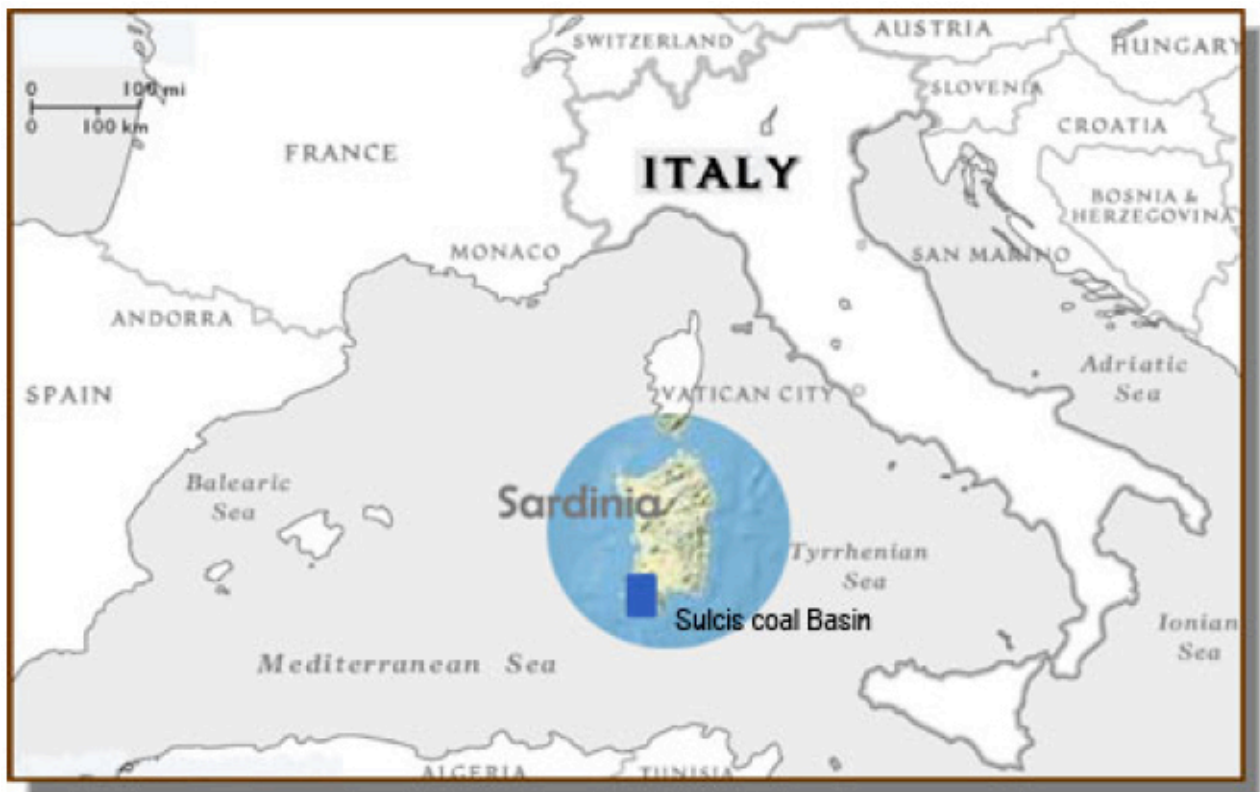 SWITZERLAND
AUSTRIA
HUNGARY
0 100 mi
0 100 km
SLOVENIA
CROATIA
FRANCE
ITALY
BOSNIA &
HERZEGOVINA
MONACO
SAN MARINO
ANDORRA
SPAIN
VATICAN CITY
Adriatic
Sea
Balearic
Sea
Sardinia
Tyrrhenian
Sea
Sulcis coal Basin
Ionian
Sea
Mediterranean Sea
ALGERIA
TUNISIA